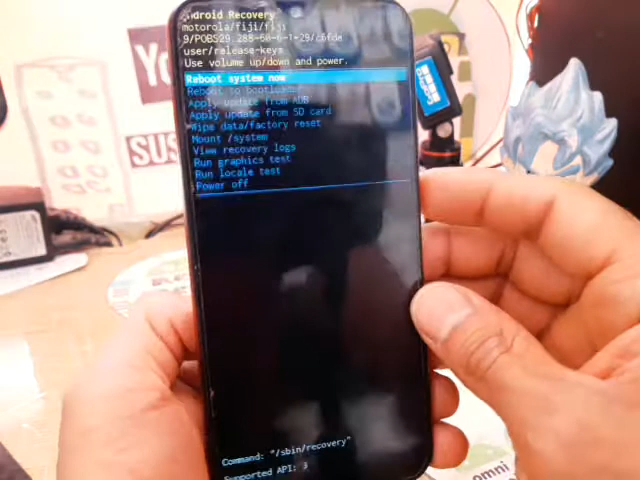 Android Recovery
motorola/fiji/fiji
9/POBS29.288-60-6-1-29/c6fde
user/release-keys
Use volume up/down and power.
Reboot system now
Reboot to bootloader
Apply update from ADB
Apply update from SD card
Wipe data/factory reset
Mount /system
View recovery logs
Run graphics test
Run locale test
Power off
Command: "/sbin/recovery"
Supported API: 3
You
SUS
omni